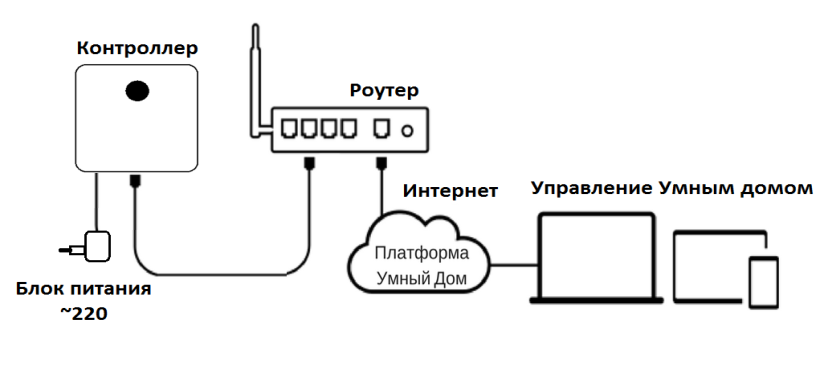 Контроллер
Роутер
Интернет
Управление Умным домом
Платформа
Умный Дом
Блок питания
~220